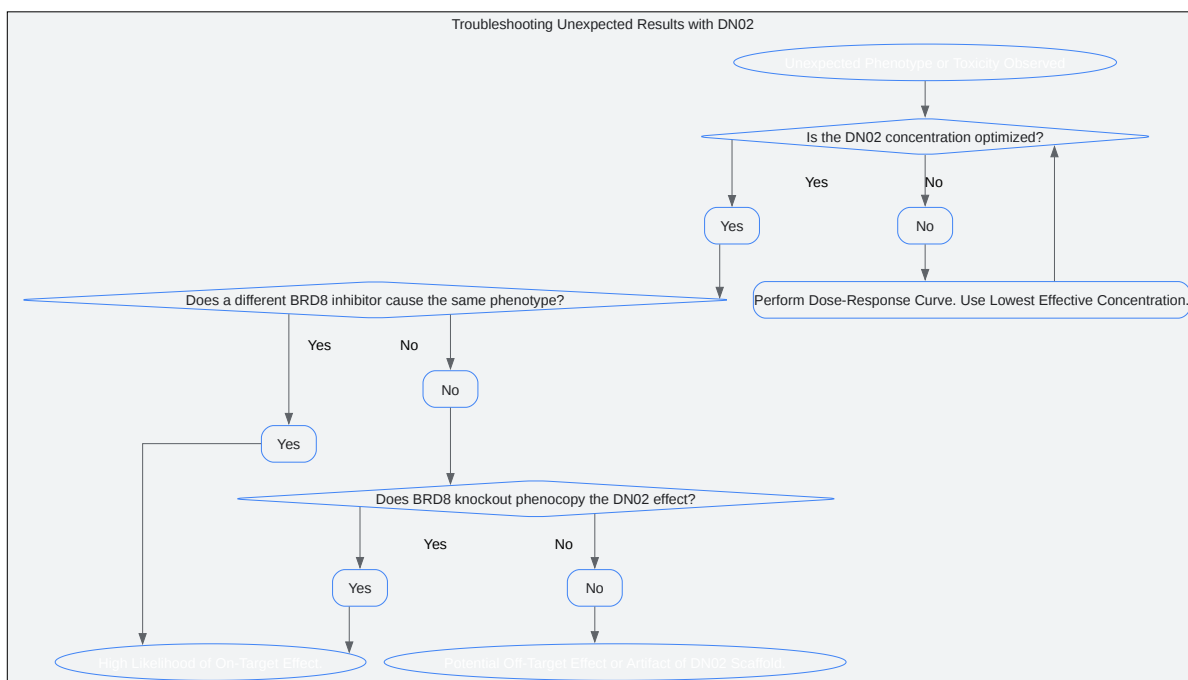 Troubleshooting Unexpected Results with DN02
Unexpected Phenotype or Toxicity Observed
Is the DN02 concentration optimized?
Yes
No
Yes
No
Does a different BRD8 inhibitor cause the same phenotype?
Perform Dose-Response Curve. Use Lowest Effective Concentration.
Yes
No
No
Yes
Does BRD8 knockout phenocopy the DN02 effect?
Yes
No
Yes
No
High Likelihood of On-Target Effect.
Potential Off-Target Effect or Artifact of DN02 Scaffold.